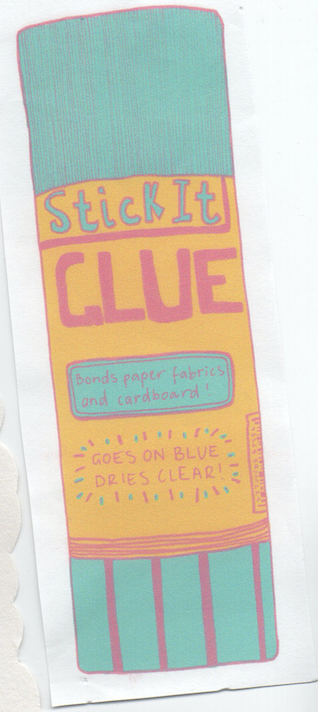 Stick It
GLUE
Bonds paper fabrics
and cardboard!
GOES ON BLUE
DRIES CLEAR!